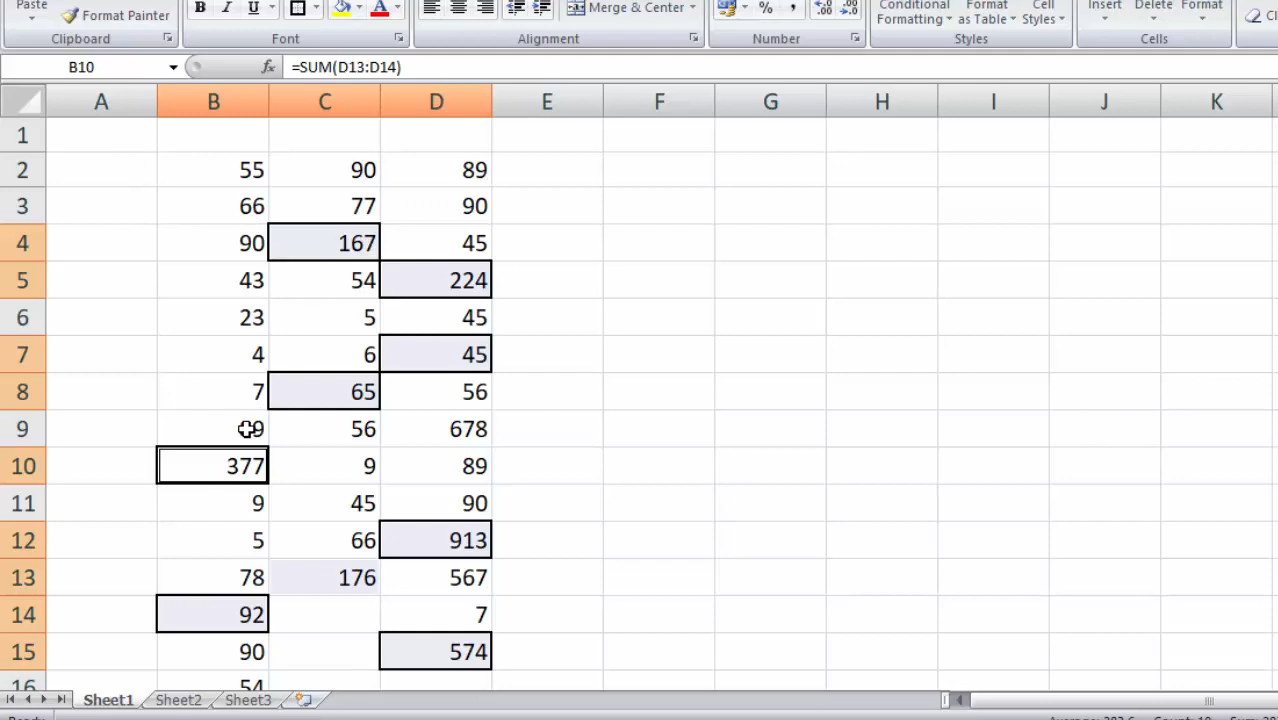 Paste
Format Painter
B I U
A
Merge & Center
% ,
Conditional Formatting
Format as Table
Cell Styles
Insert
Delete
Format
Clipboard
Font
Alignment
Number
Styles
Cells
B10
fx
=SUM(D13:D14)
A B C D E F G H I J K
1
2 55 90 89
3 66 77 90
4 90 167 45
5 43 54 224
6 23 5 45
7 4 6 45
8 7 65 56
9 56 678
10 377 9 89
11 9 45 90
12 5 66 913
13 78 176 567
14 92 7
15 90 574
16 54
Sheet1 Sheet2 Sheet3